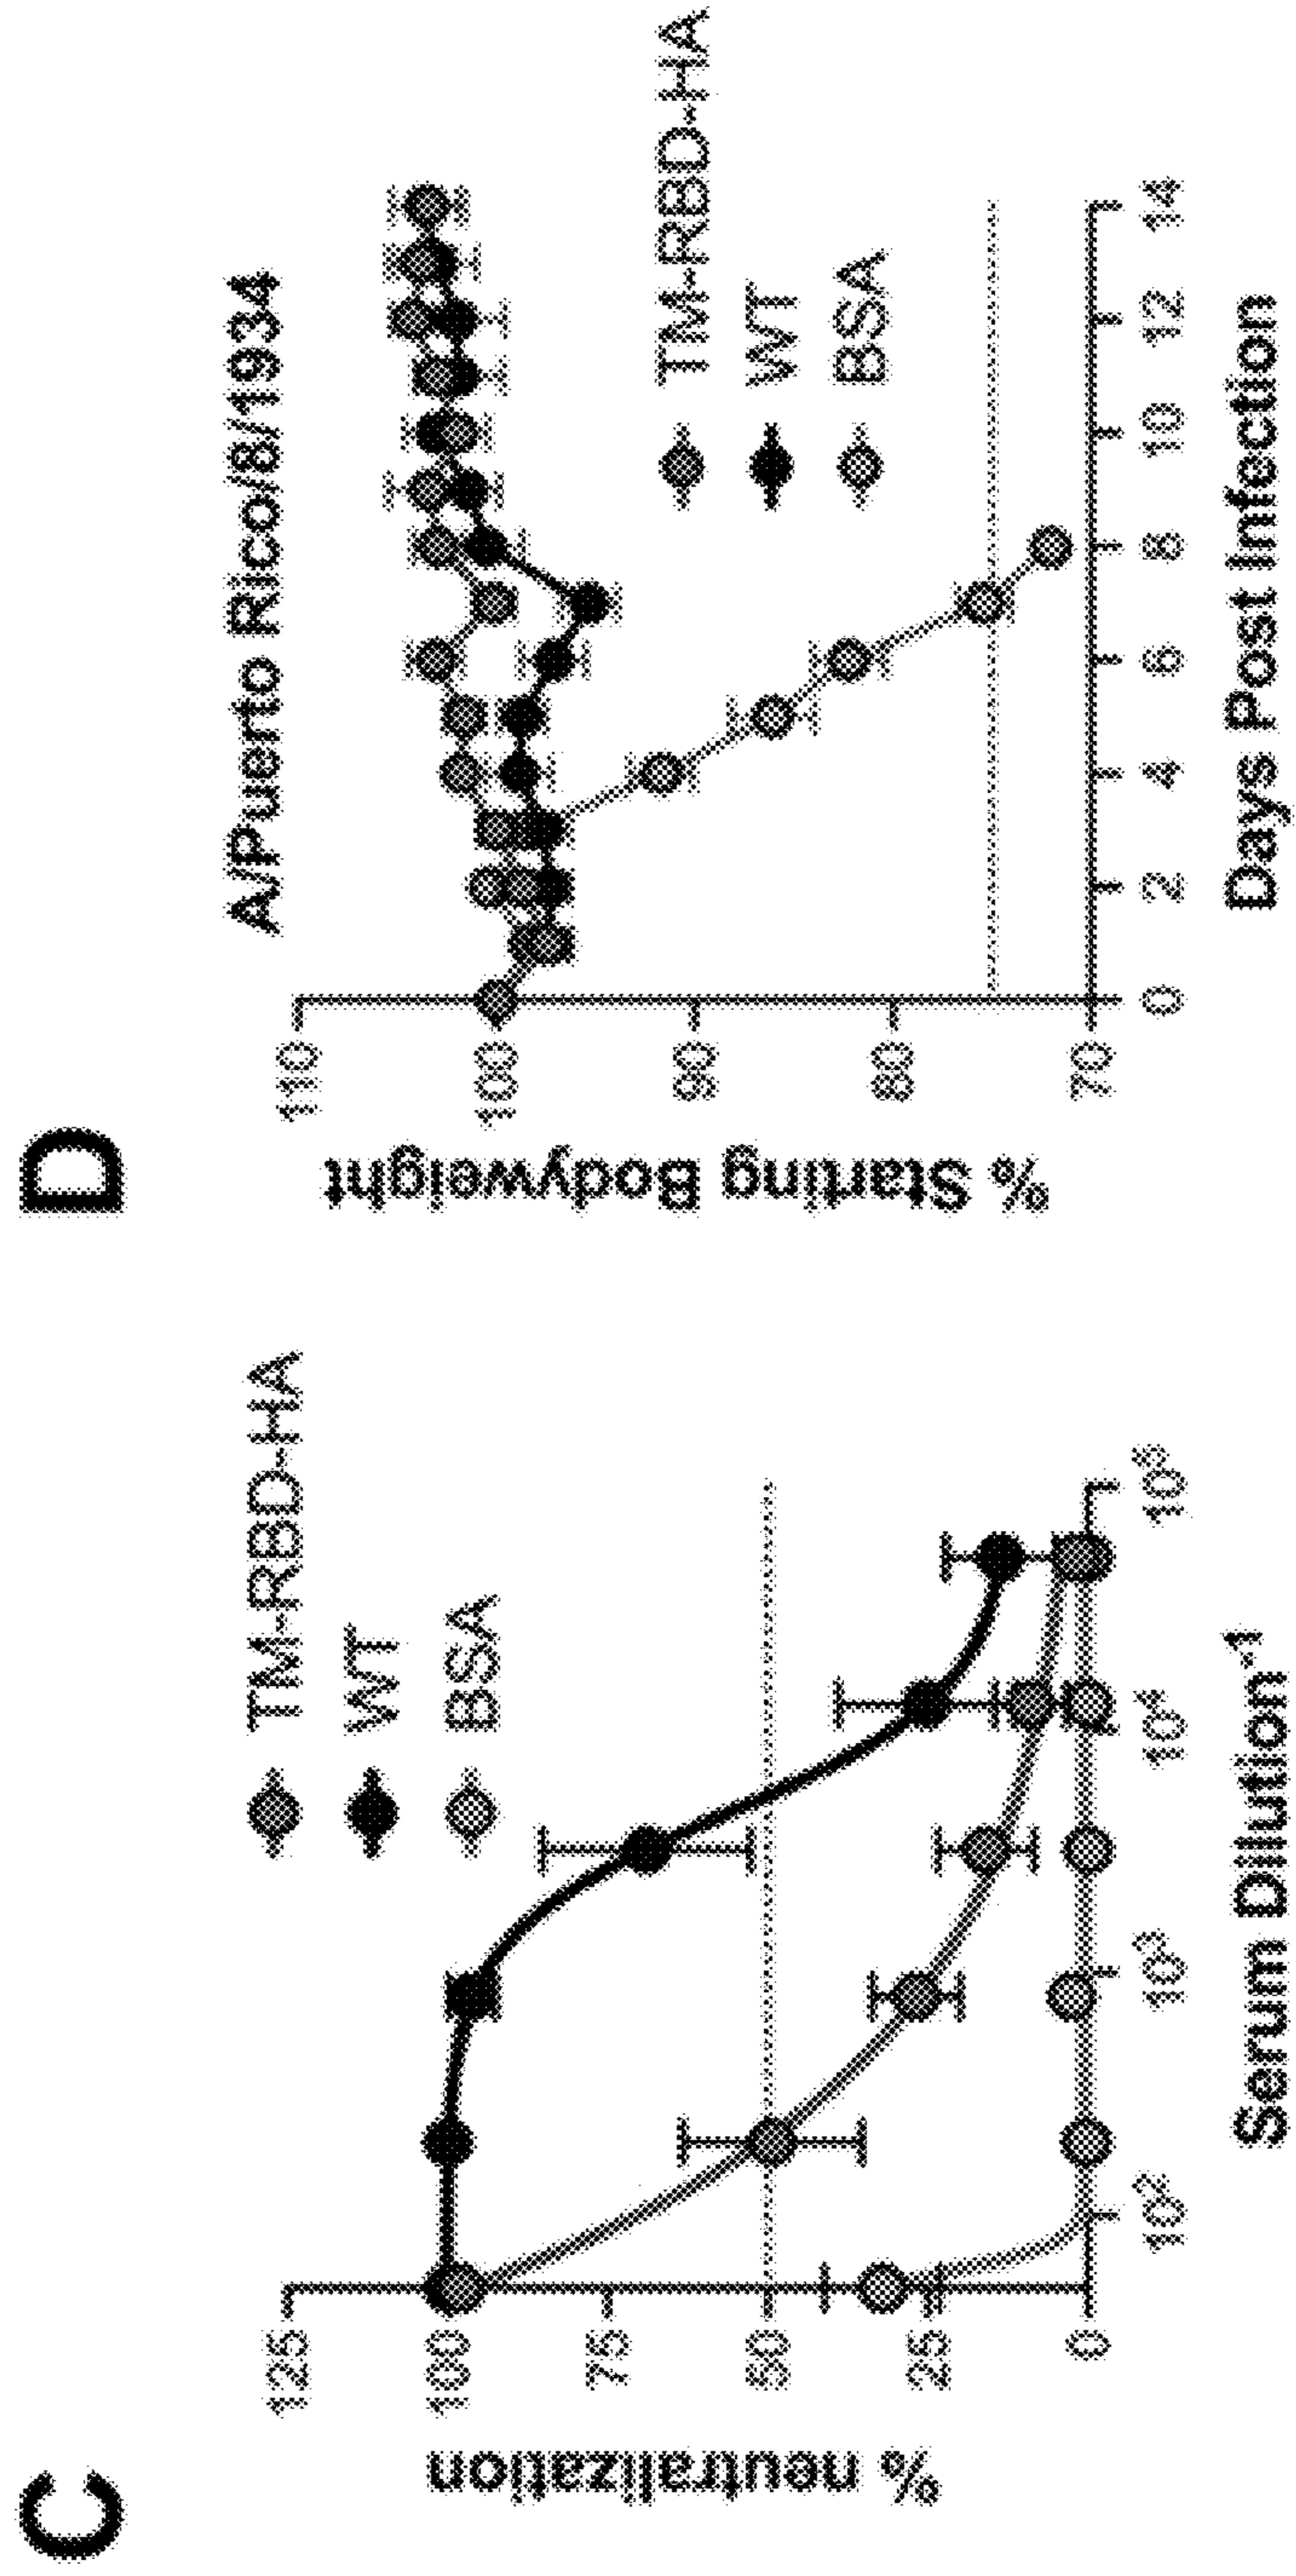 C
TM-RBD-HA
WT
BSA
% neutralization
125
100
75
50
25
0
10²
10³
10⁴
10⁵
Serum Dilution⁻¹
D
A/Puerto Rico/8/1934
TM-RBD-HA
WT
BSA
% Starting Bodyweight
110
100
90
80
70
0
2
4
6
8
10
12
14
Days Post Infection